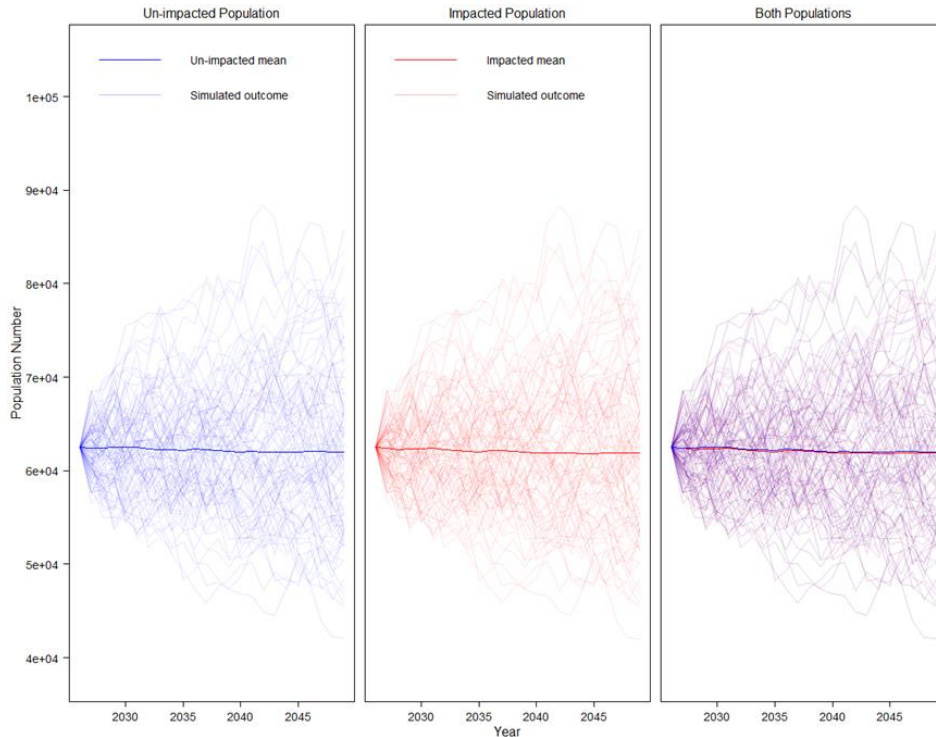 Un-impacted Population
Impacted Population
Both Populations
Un-impacted mean
Simulated outcome
Impacted mean
Simulated outcome
1e+05
9e+04
8e+04
7e+04
6e+04
5e+04
4e+04
Population Number
2030 2035 2040 2045
2030 2035 2040 2045
2030 2035 2040 2045
Year